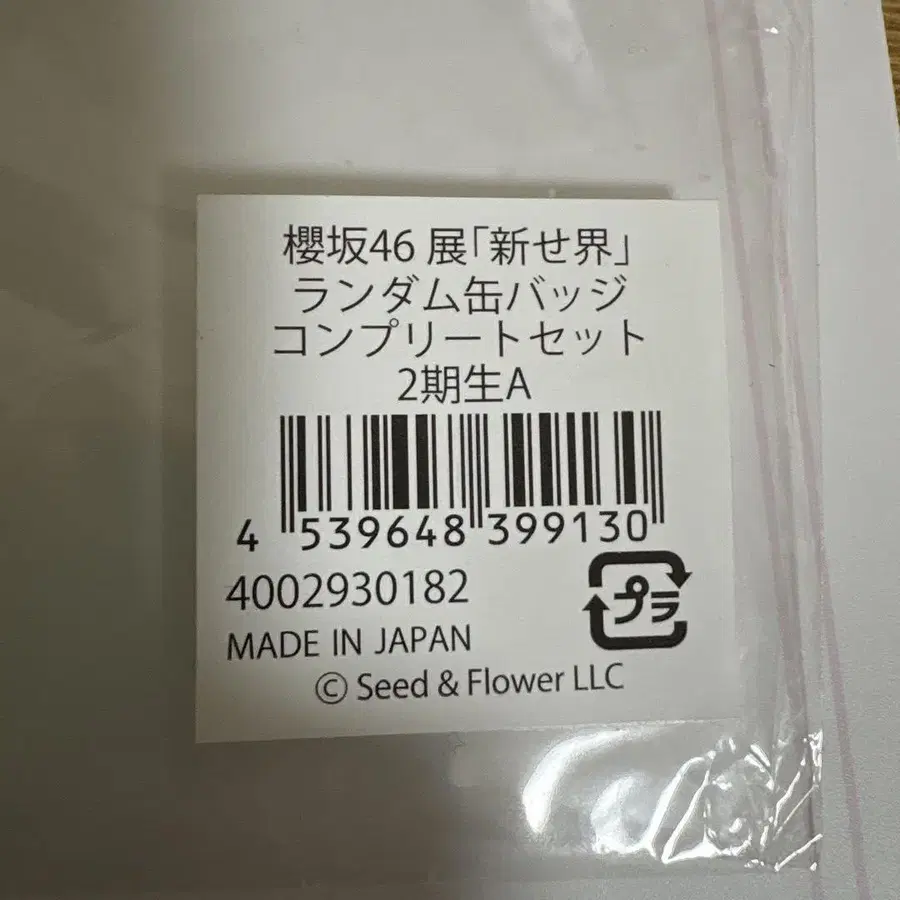 櫻坂46 展「新せ界」
ランダム缶バッジ
コンプリートセット
2期生A
4 539648 399130
4002930182
プラ
MADE IN JAPAN
© Seed & Flower LLC